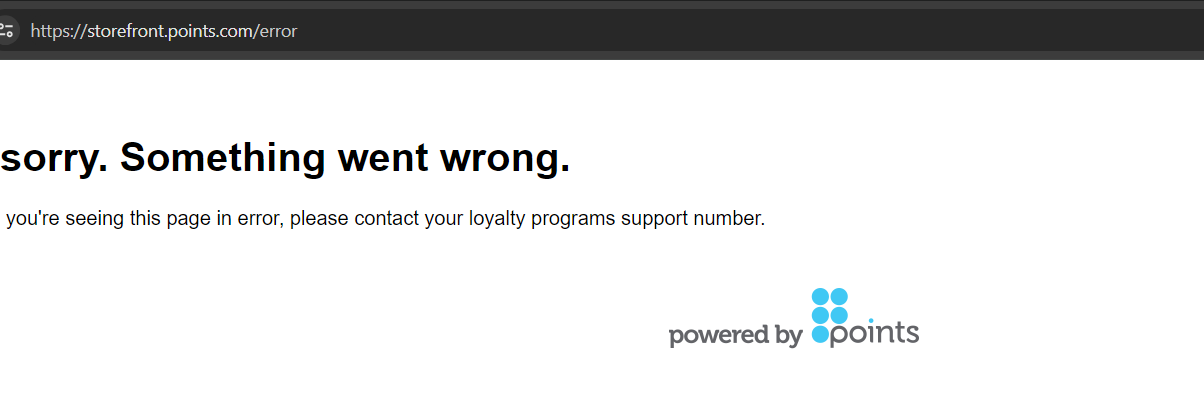 https://storefront.points.com/error
sorry. Something went wrong.
you're seeing this page in error, please contact your loyalty programs support number.
powered by points